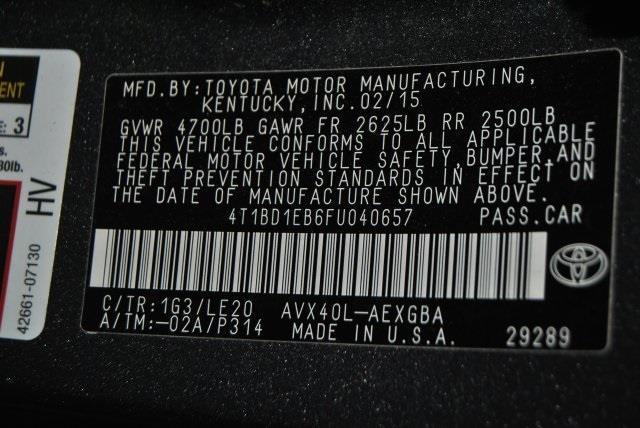 N
ENT
E: 3
s.
30lb.
HV
42661-07130
MFD.BY:TOYOTA MOTOR MANUFACTURING,
KENTUCKY,INC.02/15
GVWR 4700LB GAWR FR 2625LB RR 2500LB
THIS VEHICLE CONFORMS TO ALL APPLICABLE
FEDERAL MOTOR VEHICLE SAFETY,BUMPER,AND
THEFT PREVENTION STANDARDS IN EFFECT ON
THE DATE OF MANUFACTURE SHOWN ABOVE.
4T1BD1EB6FU040657 PASS.CAR
C/TR:1G3/LE20 AVX40L-AEXGBA
A/TM:-02A/P314 MADE IN U.S.A. 29289